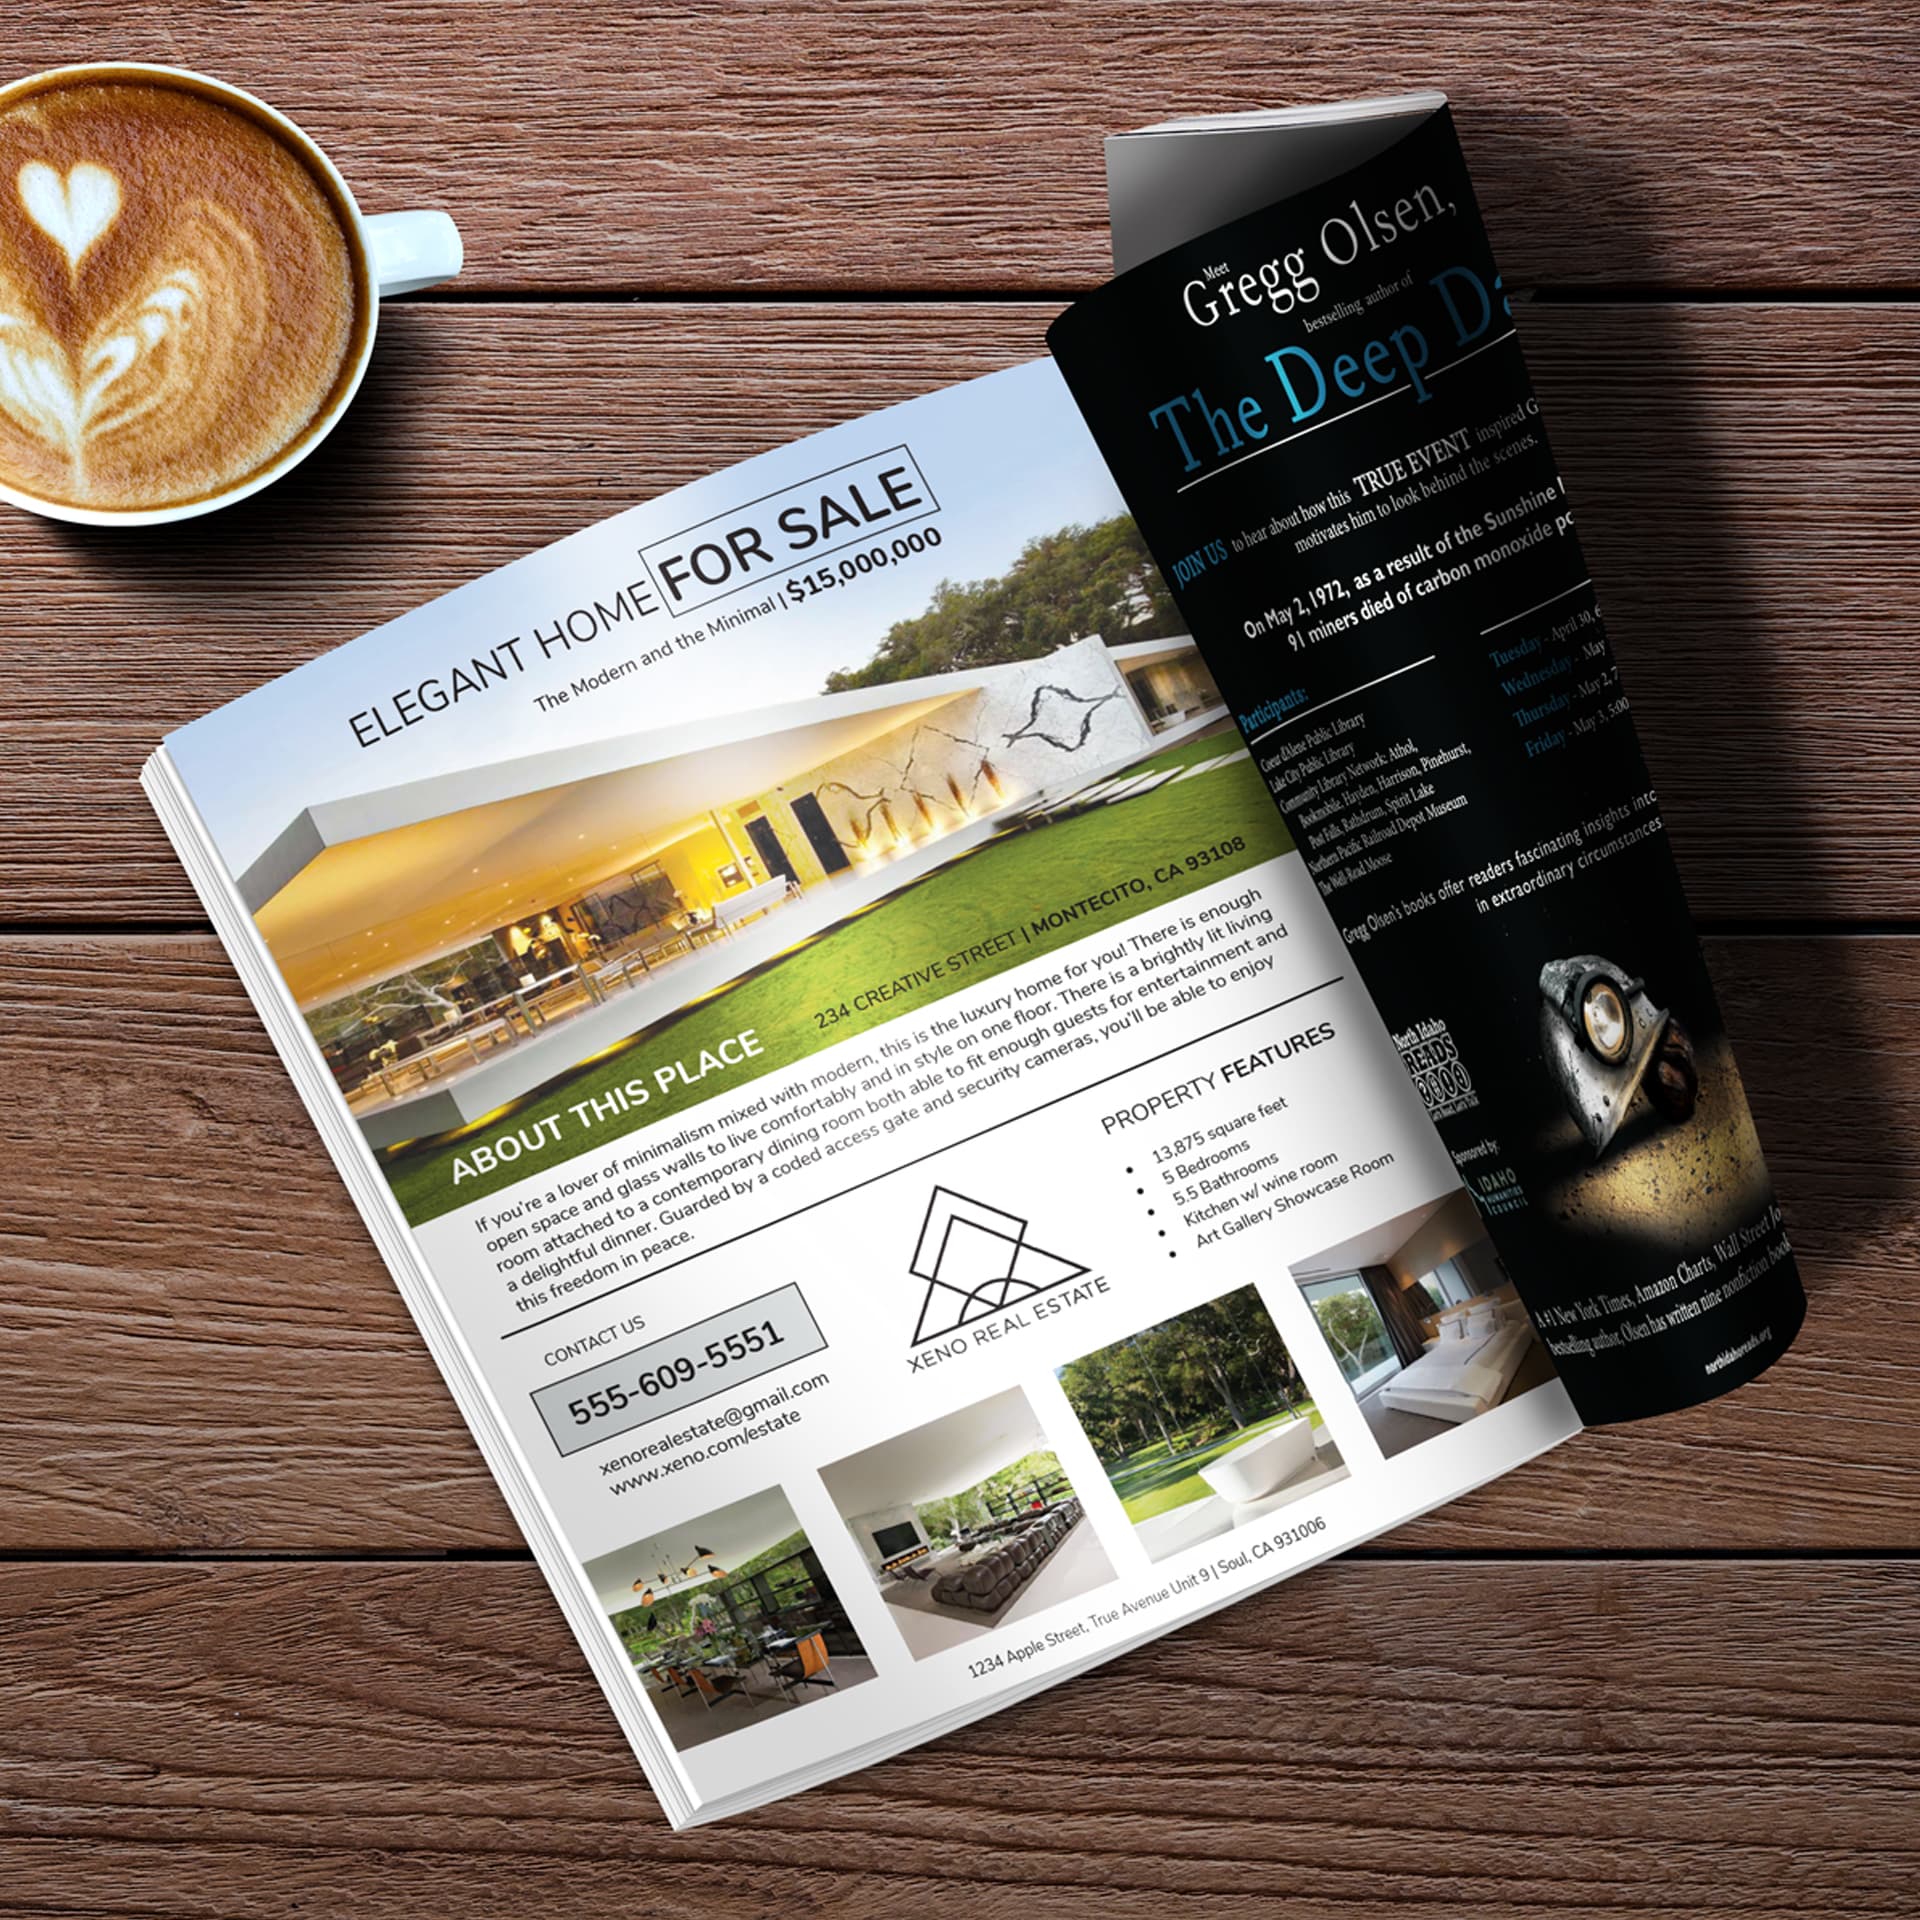 ELEGANT HOME FOR SALE
The Modern and the Minimal | $15,000,000
234 CREATIVE STREET | MONTECITO, CA 93108
ABOUT THIS PLACE
If you're a lover of minimalism mixed with modern, this is the luxury home for you! There is enough
open space and glass walls to live comfortably and in style on one floor. There is a brightly lit living
room attached to a contemporary dining room both able to fit enough guests for entertainment and
a delightful dinner. Guarded by a coded access gate and security cameras, you'll be able to enjoy
this freedom in peace.
CONTACT US
555-609-5551
xenorealestate@gmail.com
www.xeno.com/estate
XENO REAL ESTATE
PROPERTY FEATURES
• 13,875 square feet
• 5 Bedrooms
• 5.5 Bathrooms
• Kitchen w/ wine room
• Art Gallery Showcase Room
1234 Apple Street, True Avenue Unit 9 | Soul, CA 931006
Meet
Gregg Olsen,
bestselling author of
The Deep Da
JOIN US to hear about how this TRUE EVENT inspired G
motivates him to look behind the scenes.
On May 2, 1972, as a result of the Sunshine
91 miners died of carbon monoxide po
Participants:
Coeur d'Alene Public Library
Lake City Public Library
Community Library Network: Athol,
Bookmobile, Hayden, Harrison, Pinehurst,
Post Falls, Rathdrum, Spirit Lake
Northern Pacific Railroad Depot Museum
The Well-Read Moose
Tuesday - April 30, 6
Wednesday - May
Thursday - May 2, 7
Friday - May 3, 5:00
Gregg Olsen's books offer readers fascinating insights into
in extraordinary circumstances
North Idaho
READS
Sponsored by:
IDAHO
HUMANITIES
COUNCIL
A #1 New York Times, Amazon Charts, Wall Street Jo
bestselling author, Olsen has written nine nonfiction book
northidahoreads.org